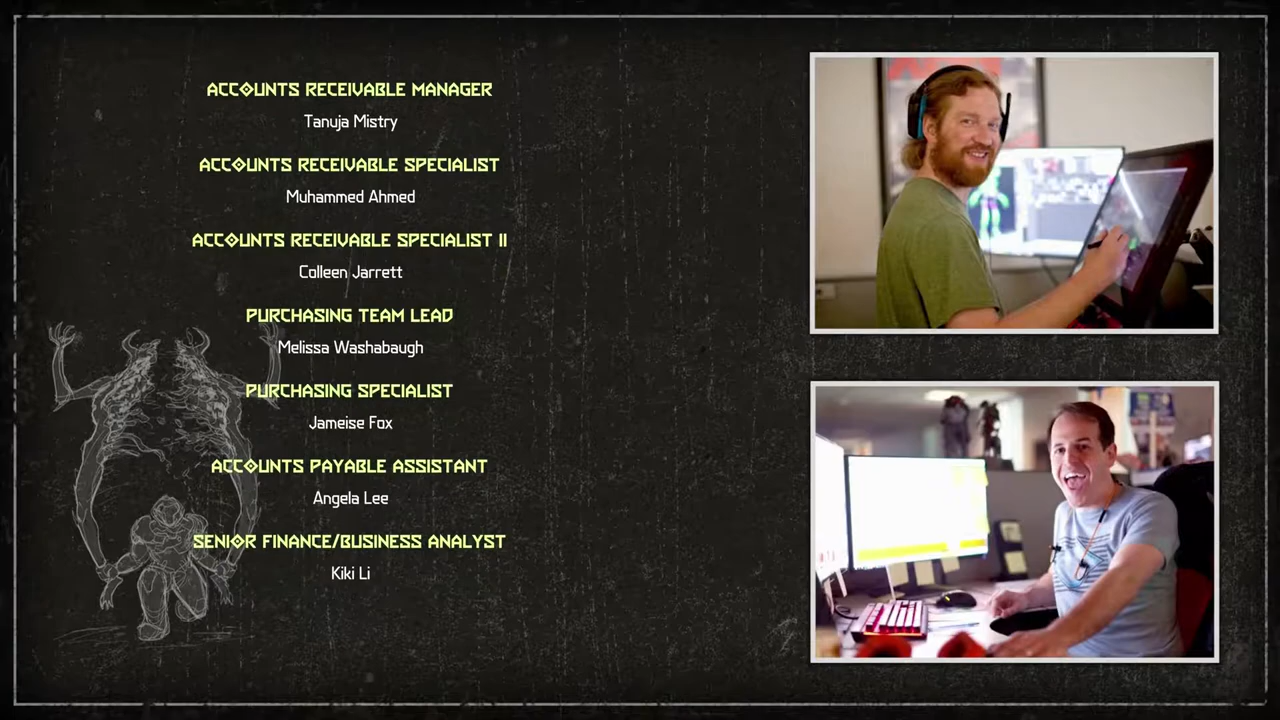 ACCOUNTS RECEIVABLE MANAGER
Tanuja Mistry
ACCOUNTS RECEIVABLE SPECIALIST
Muhammed Ahmed
ACCOUNTS RECEIVABLE SPECIALIST II
Colleen Jarrett
PURCHASING TEAM LEAD
Melissa Washabaugh
PURCHASING SPECIALIST
Jameise Fox
ACCOUNTS PAYABLE ASSISTANT
Angela Lee
SENIOR FINANCE/BUSINESS ANALYST
Kiki Li